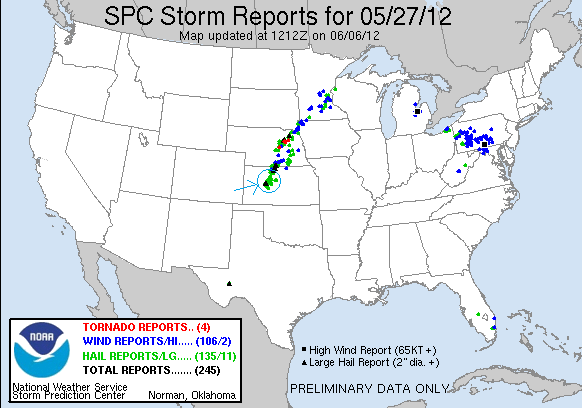 SPC Storm Reports for 05/27/12
Map updated at 1212Z on 06/06/12
NOAA
TORNADO REPORTS.. (4)
WIND REPORTS/HI..... (106/2)
HAIL REPORTS/LG..... (135/11)
TOTAL REPORTS....... (245)
National Weather Service
Storm Prediction Center Norman, Oklahoma
High Wind Report (65KT +)
Large Hail Report (2" dia. +)
PRELIMINARY DATA ONLY